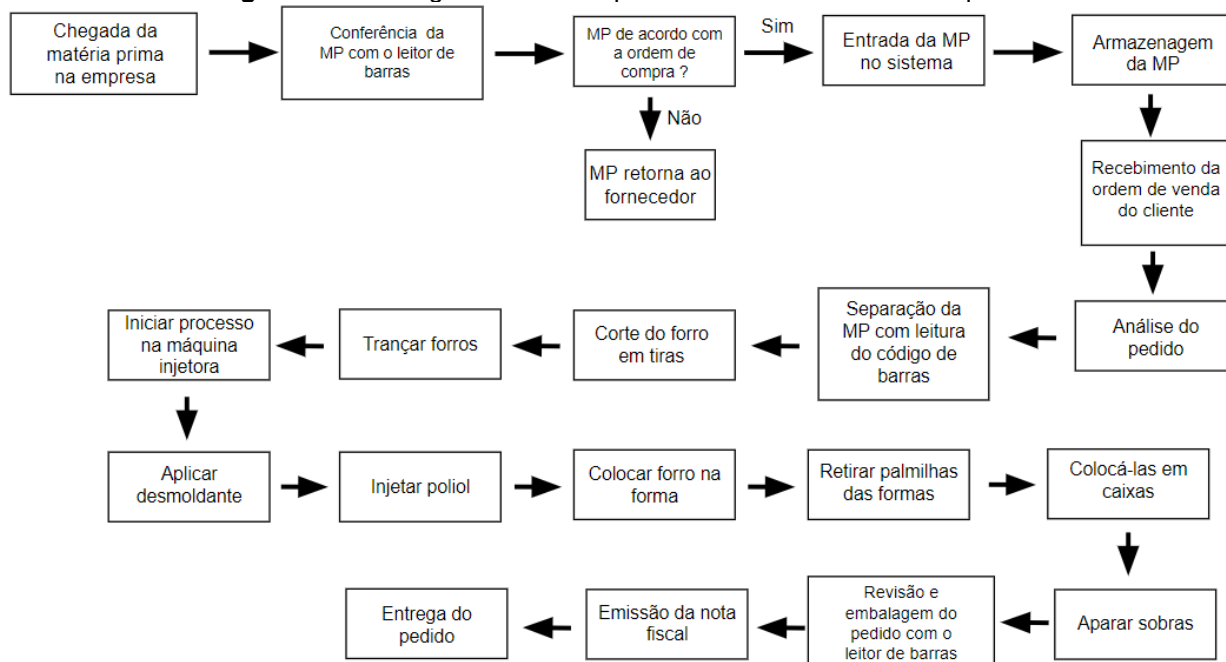 Chegada da
matéria prima
na empresa
Conferência da
MP com o leitor de
barras
MP de acordo com
a ordem de
compra ?
Sim
Entrada da MP
no sistema
Armazenagem
da MP
Não
MP retorna ao
fornecedor
Recebimento da
ordem de venda
do cliente
Análise do
pedido
Separação da
MP com leitura
do código de
barras
Corte do forro
em tiras
Trançar forros
Iniciar processo
na máquina
injetora
Aplicar
desmoldante
Injetar poliol
Colocar forro na
forma
Retirar palmilhas
das formas
Colocá-las em
caixas
Aparar sobras
Revisão e
embalagem do
pedido com o
leitor de barras
Emissão da nota
fiscal
Entrega do
pedido